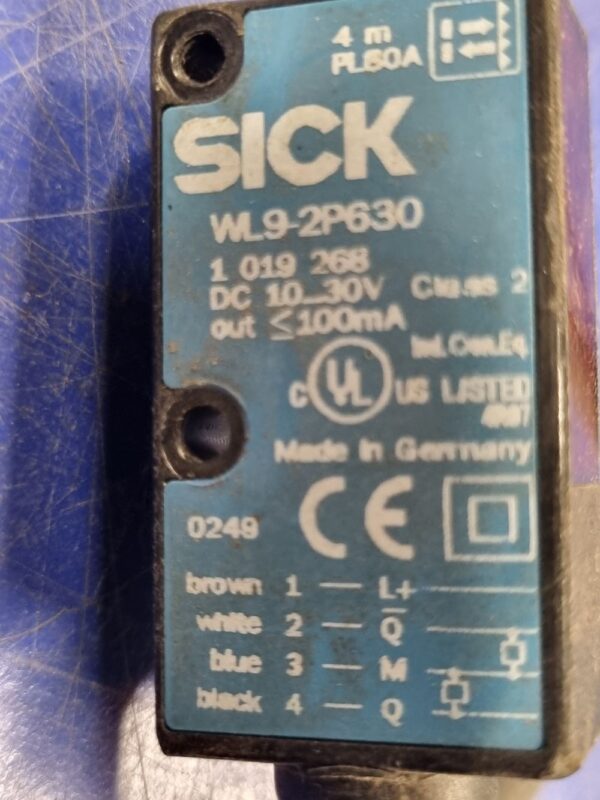 4 m
PL80A
SICK
WL9-2P630
1 019 268
DC 10...30V Class 2
out ≤100mA
Ind. Con. Eq.
C UL US LISTED
Made in Germany
0249 CE
brown 1 — L+
white 2 — Q̅
blue 3 — M
black 4 — Q